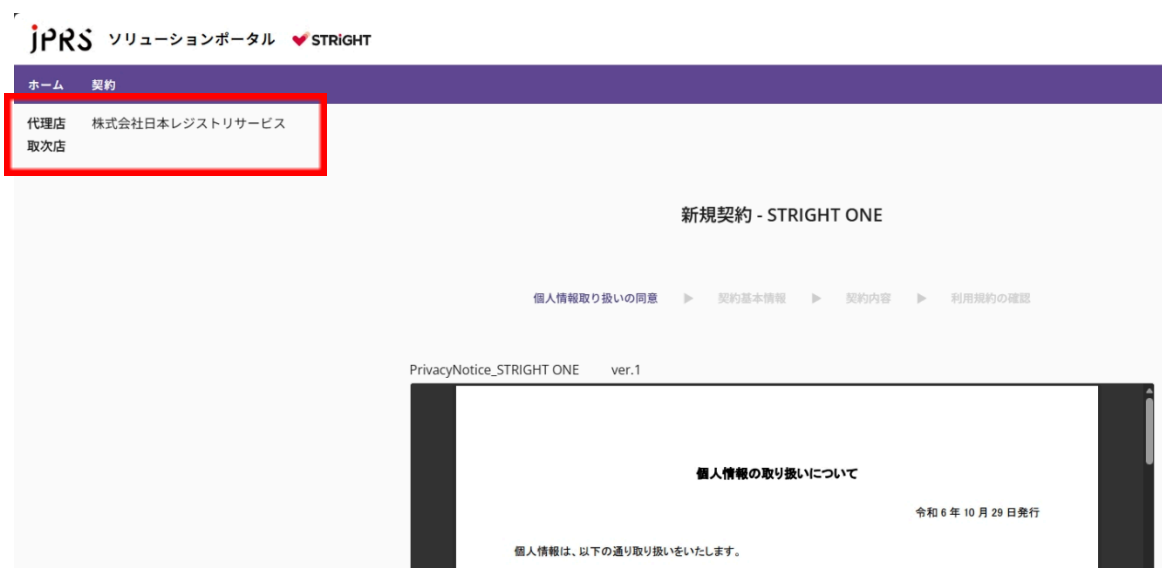 JPRS ソリューションポータル STRiGHT
ホーム 契約
代理店 株式会社日本レジストリサービス
取次店
新規契約 - STRIGHT ONE
個人情報取り扱いの同意 ▶ 契約基本情報 ▶ 契約内容 ▶ 利用規約の確認
PrivacyNotice_STRIGHT ONE ver.1
個人情報の取り扱いについて
令和 6 年 10 月 29 日発行
個人情報は、以下の通り取り扱いをいたします。